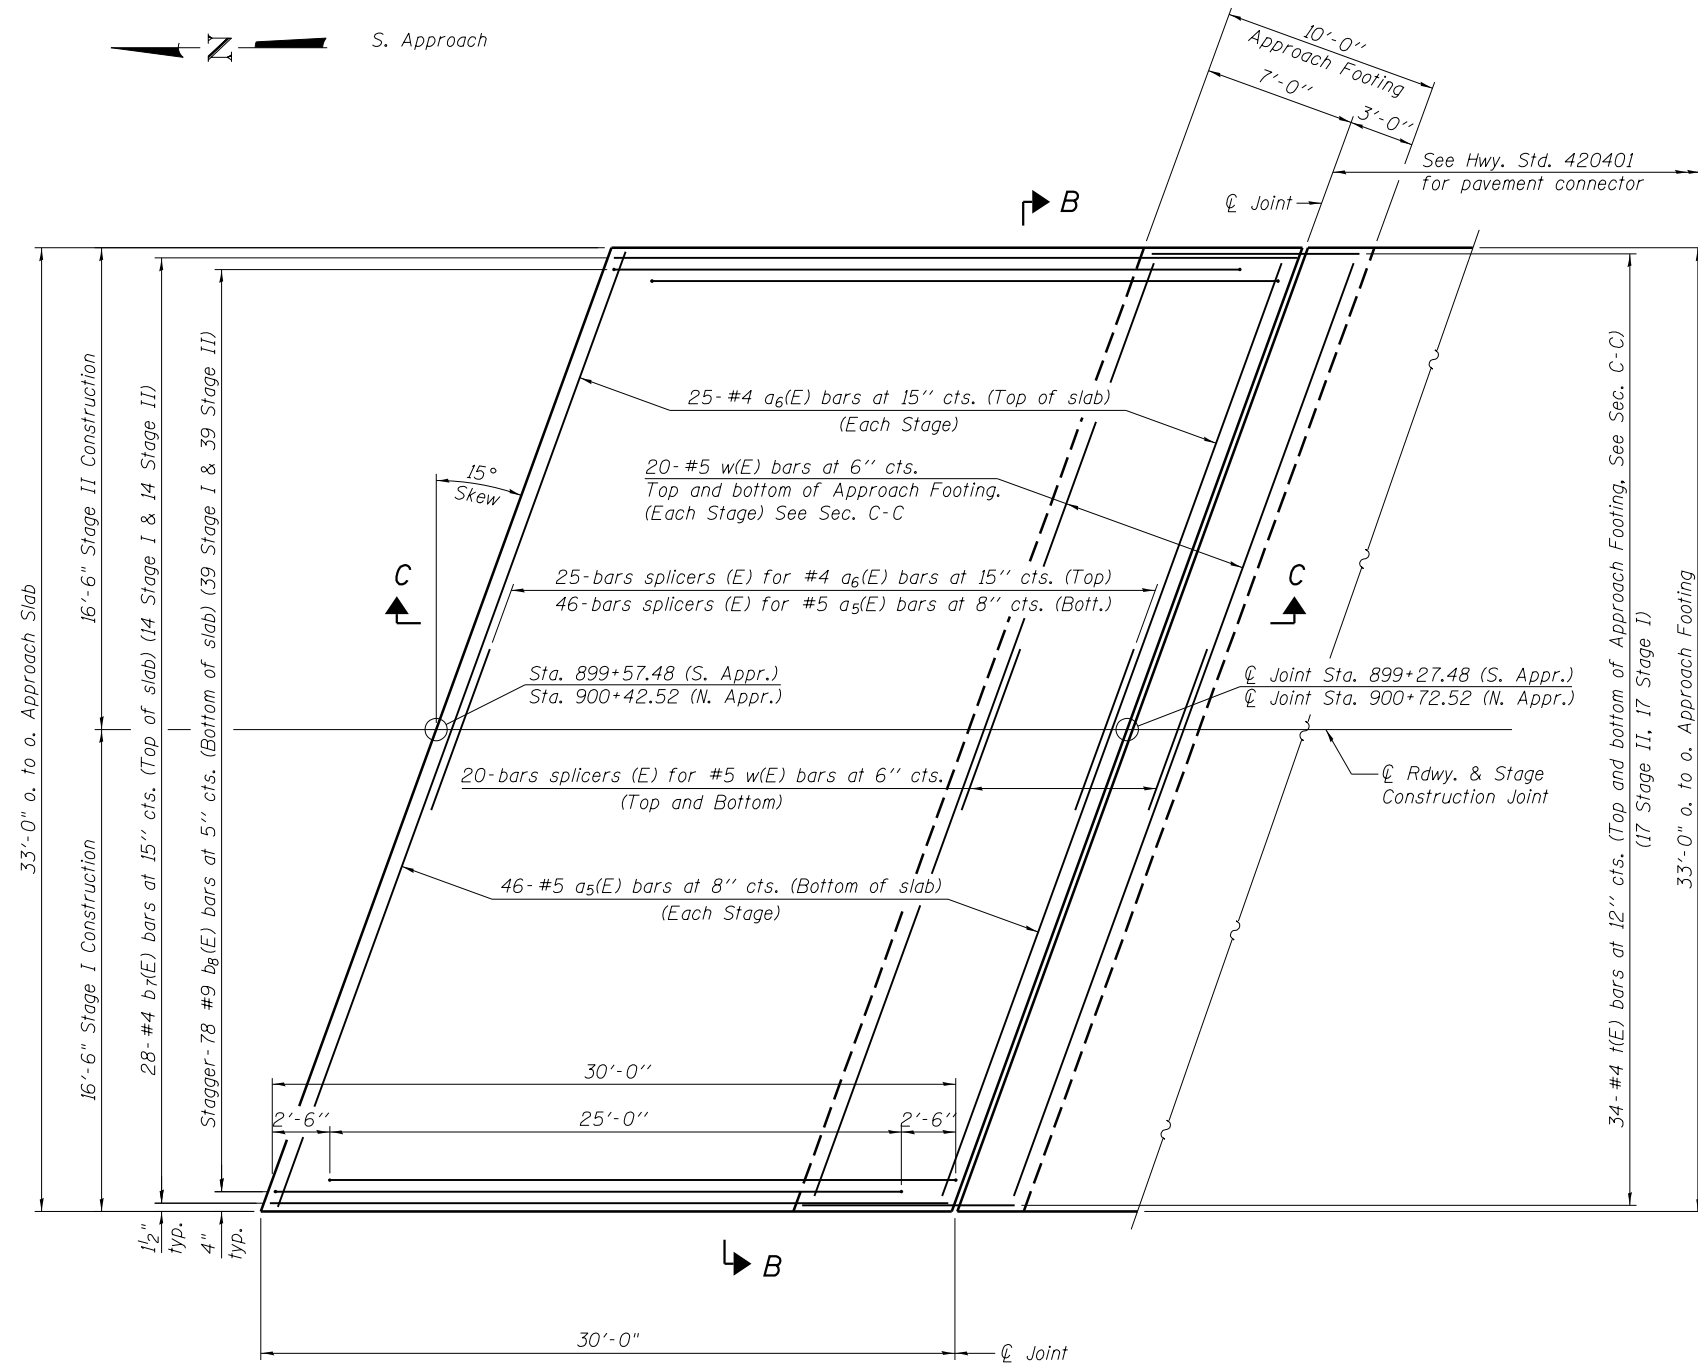 N
S. Approach
10'-0"
Approach Footing
7'-0"
3'-0"
See Hwy. Std. 420401
for pavement connector
℄ Joint
B
33'-0" o. to o. Approach Slab
16'-6" Stage II Construction
16'-6" Stage I Construction
28-#4 b7(E) bars at 15" cts. (Top of slab) (14 Stage I & 14 Stage II)
Stagger-78 #9 b8(E) bars at 5" cts. (Bottom of slab) (39 Stage I & 39 Stage II)
25-#4 a6(E) bars at 15" cts. (Top of slab)
(Each Stage)
15°
Skew
20-#5 w(E) bars at 6" cts.
Top and bottom of Approach Footing.
(Each Stage) See Sec. C-C
C
C
25-bars splicers (E) for #4 a6(E) bars at 15" cts. (Top)
46-bars splicers (E) for #5 a5(E) bars at 8" cts. (Bott.)
Sta. 899+57.48 (S. Appr.)
Sta. 900+42.52 (N. Appr.)
℄ Joint Sta. 899+27.48 (S. Appr.)
℄ Joint Sta. 900+72.52 (N. Appr.)
20-bars splicers (E) for #5 w(E) bars at 6" cts.
(Top and Bottom)
℄ Rdwy. & Stage
Construction Joint
46-#5 a5(E) bars at 8" cts. (Bottom of slab)
(Each Stage)
34-#4 t(E) bars at 12" cts. (Top and bottom of Approach Footing, See Sec. C-C)
(17 Stage II, 17 Stage I)
33'-0" o. to o. Approach Footing
30'-0"
2'-6"
25'-0"
2'-6"
1½"
typ.
4"
typ.
B
30'-0"
℄ Joint